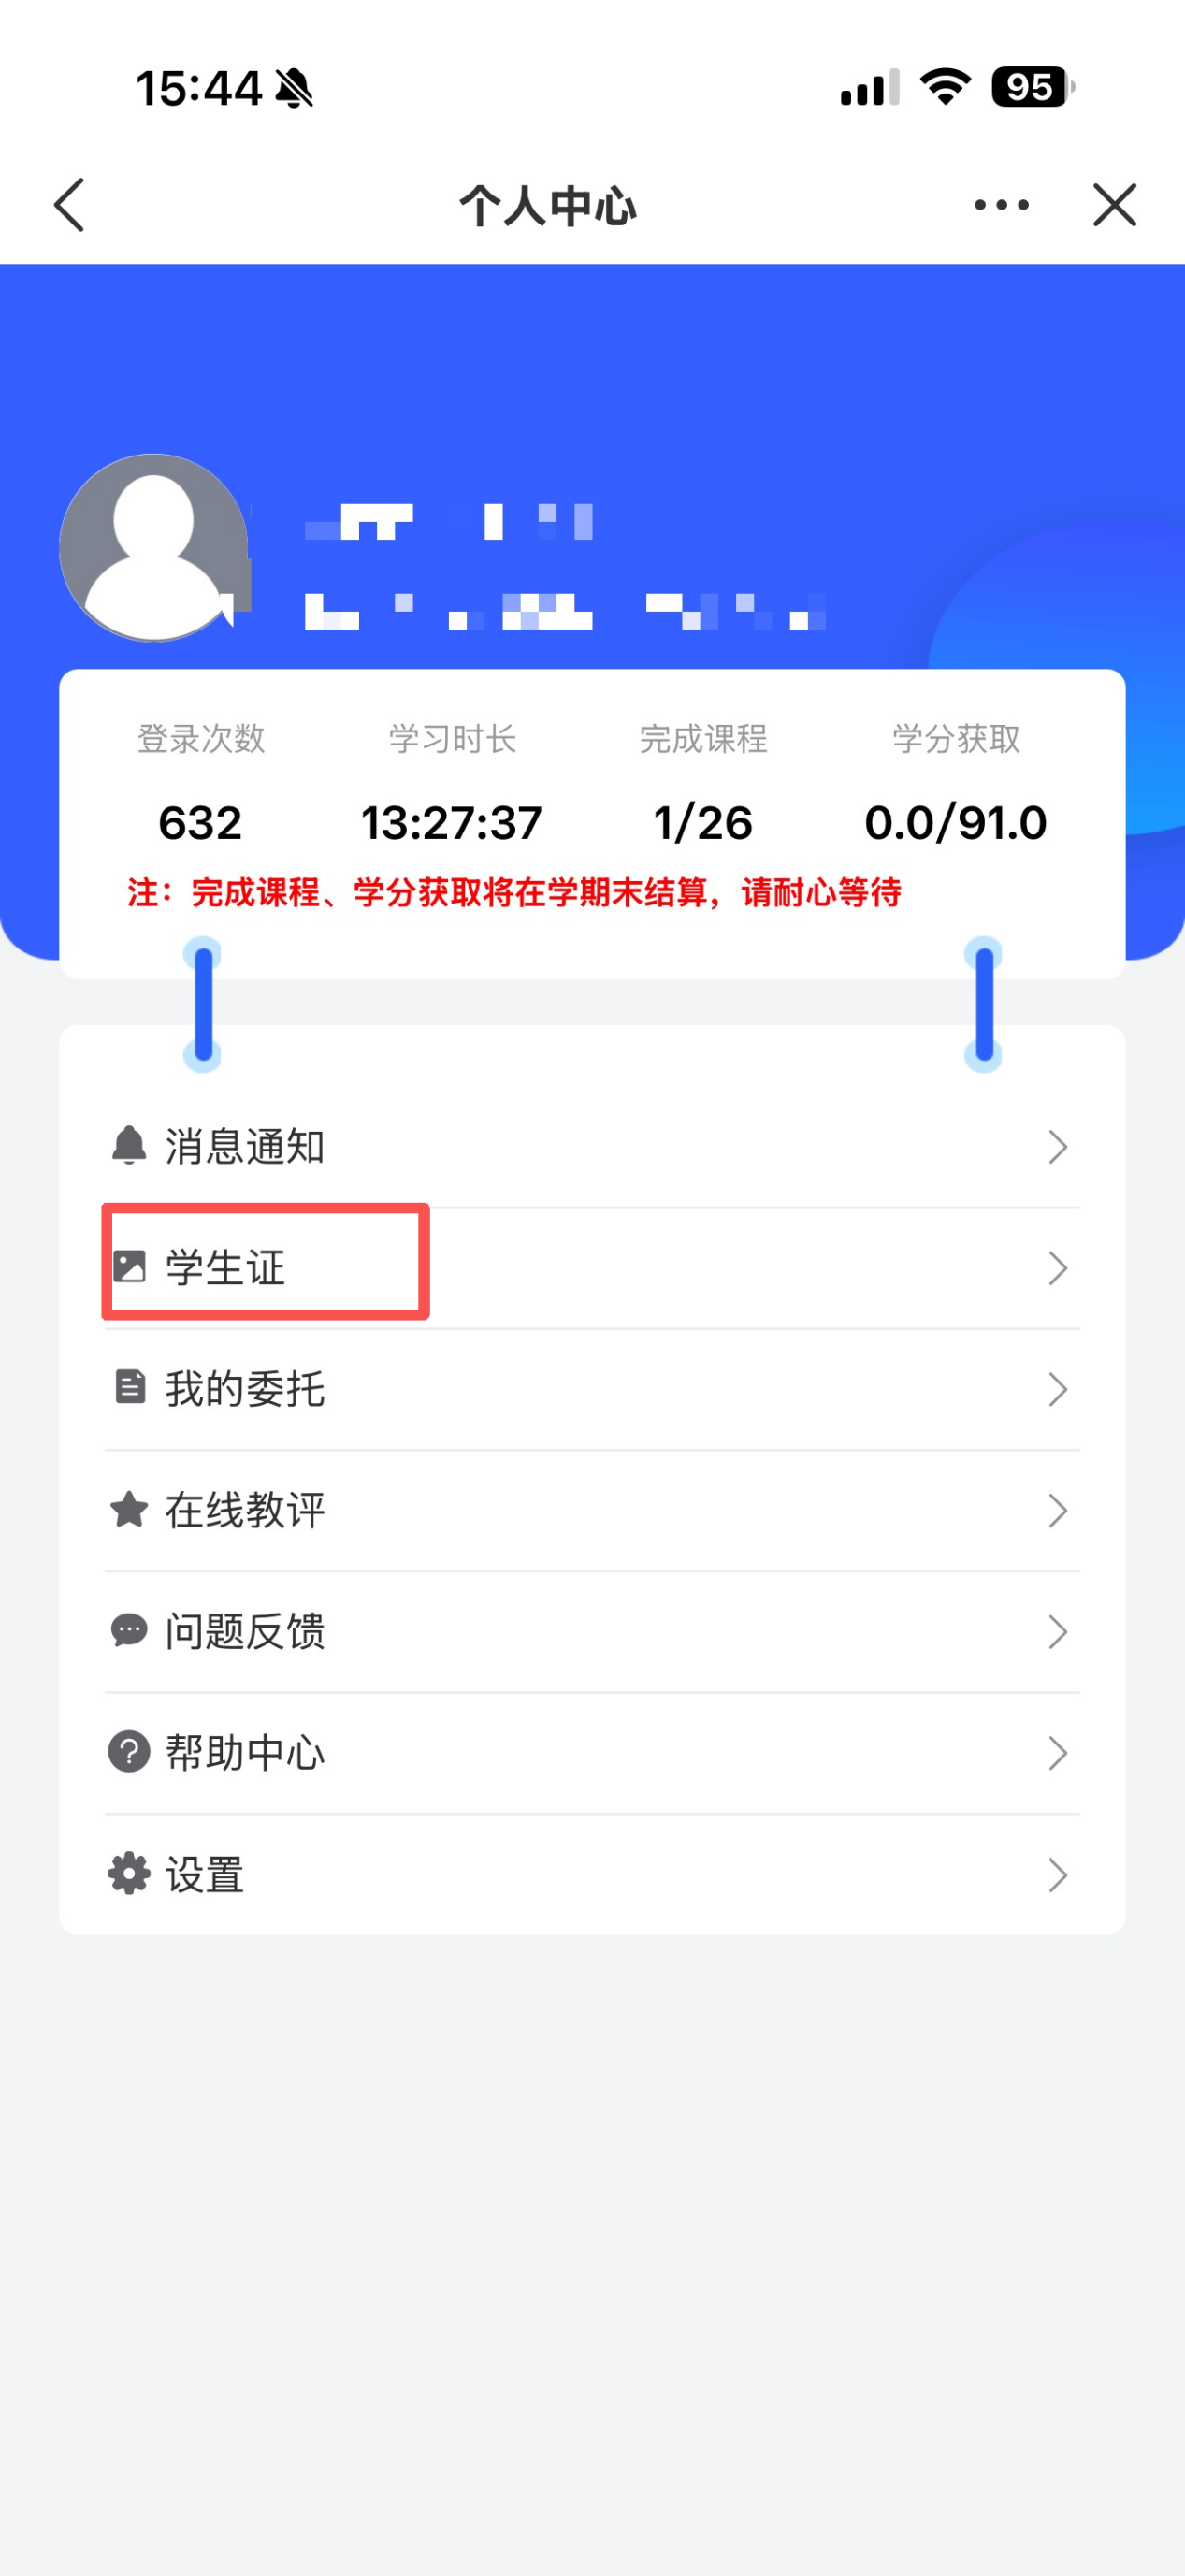 15:44
95
个人中心
登录次数 学习时长 完成课程 学分获取
632 13:27:37 1/26 0.0/91.0
注：完成课程、学分获取将在学期末结算，请耐心等待
消息通知
学生证
我的委托
在线教评
问题反馈
帮助中心
设置